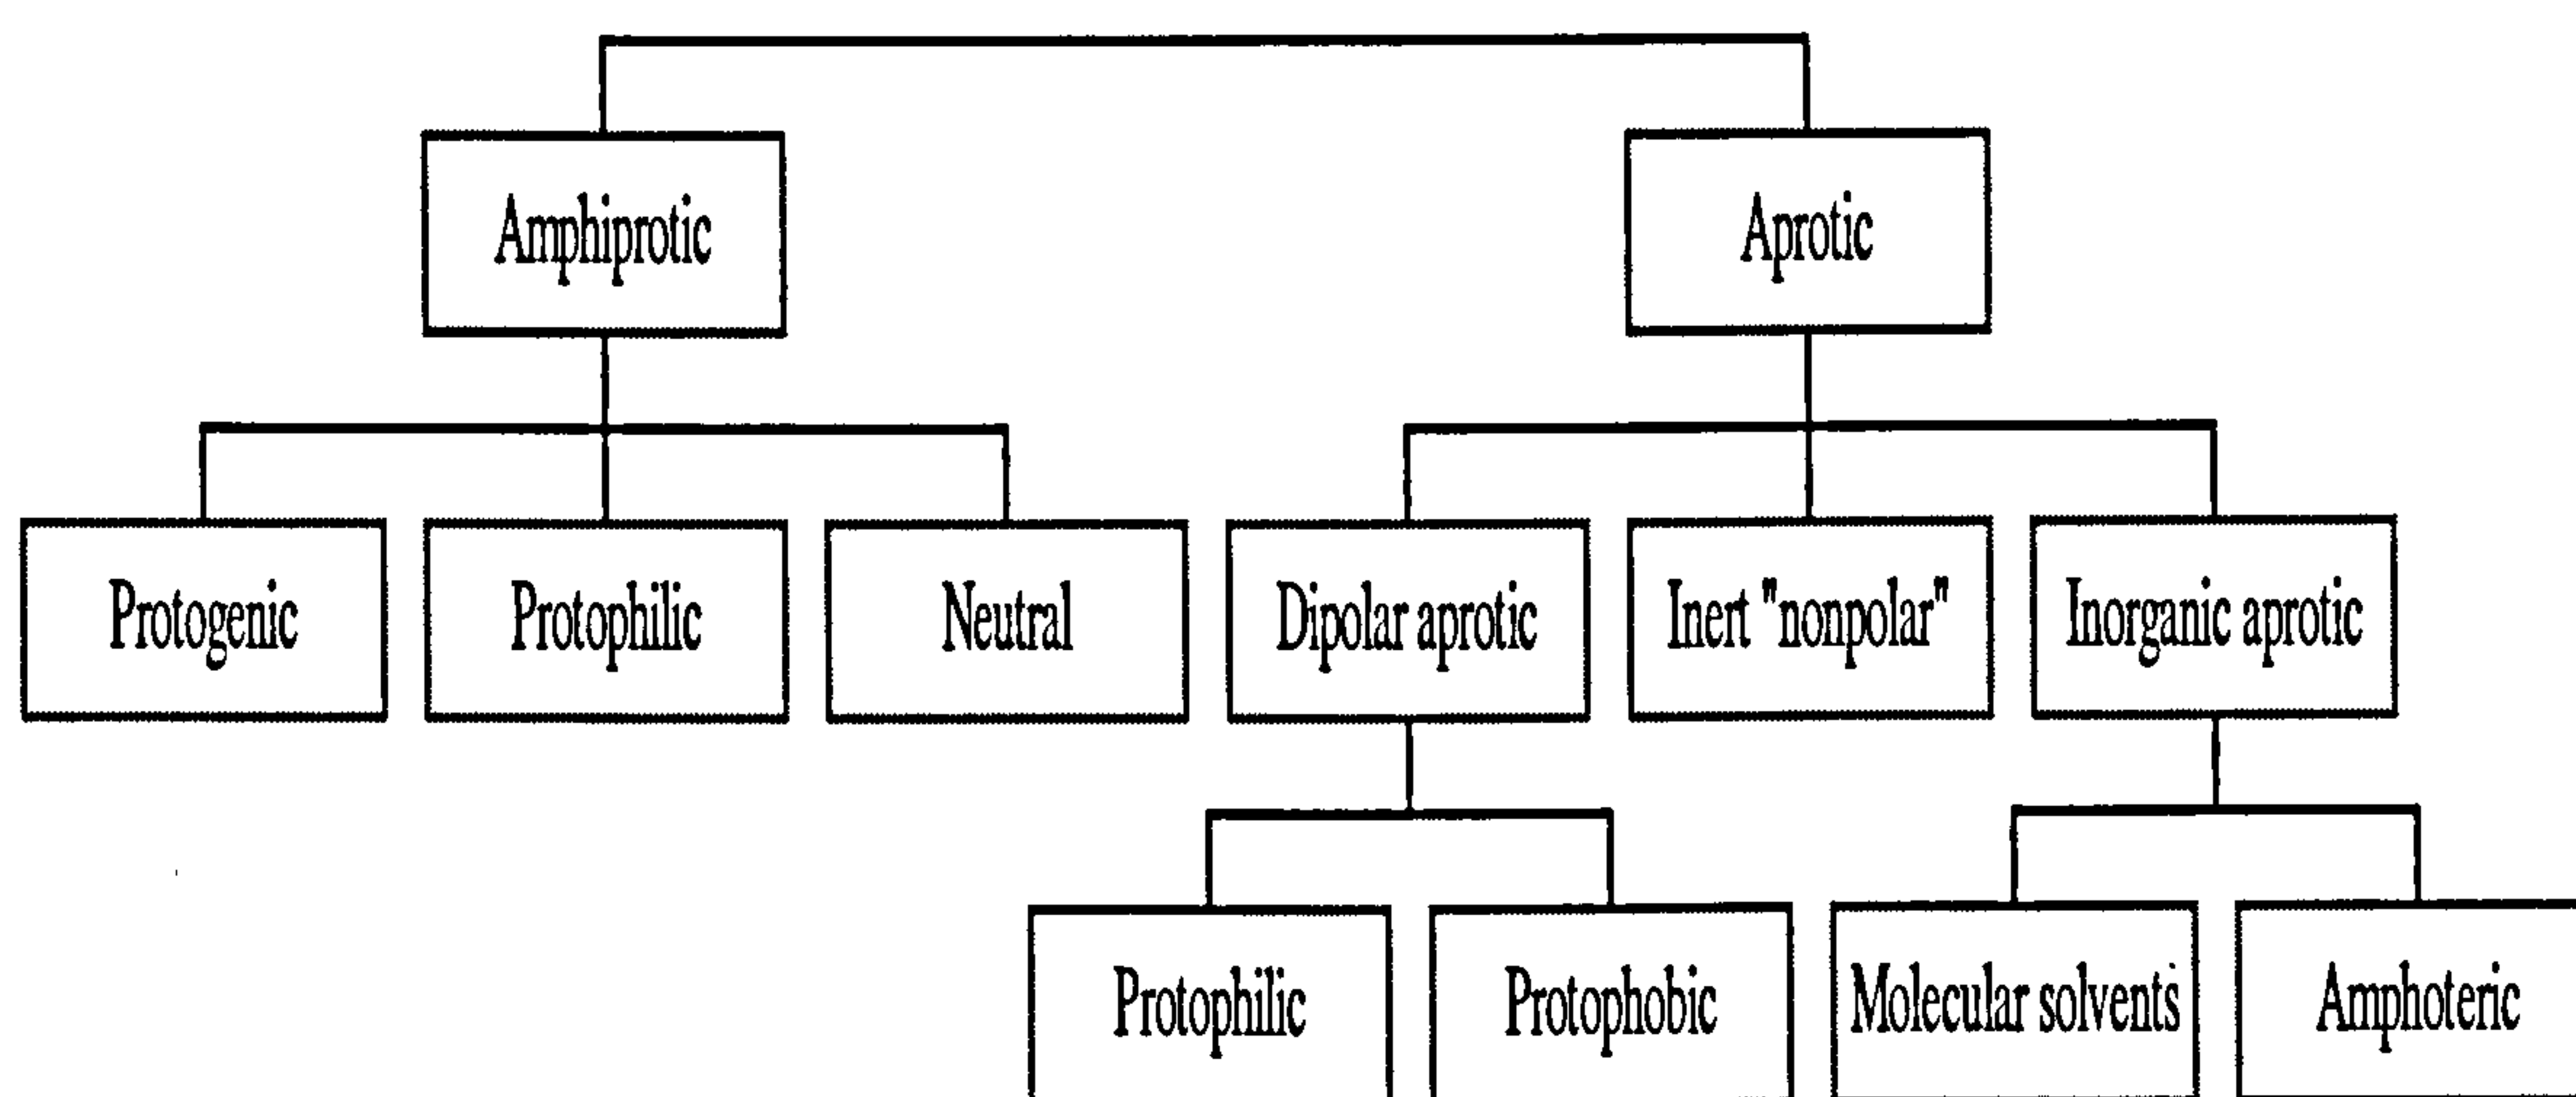 Amphiprotic
Aprotic
Protogenic
Protophilic
Neutral
Dipolar aprotic
Inert "nonpolar"
Inorganic aprotic
Protophilic
Protophobic
Molecular solvents
Amphoteric